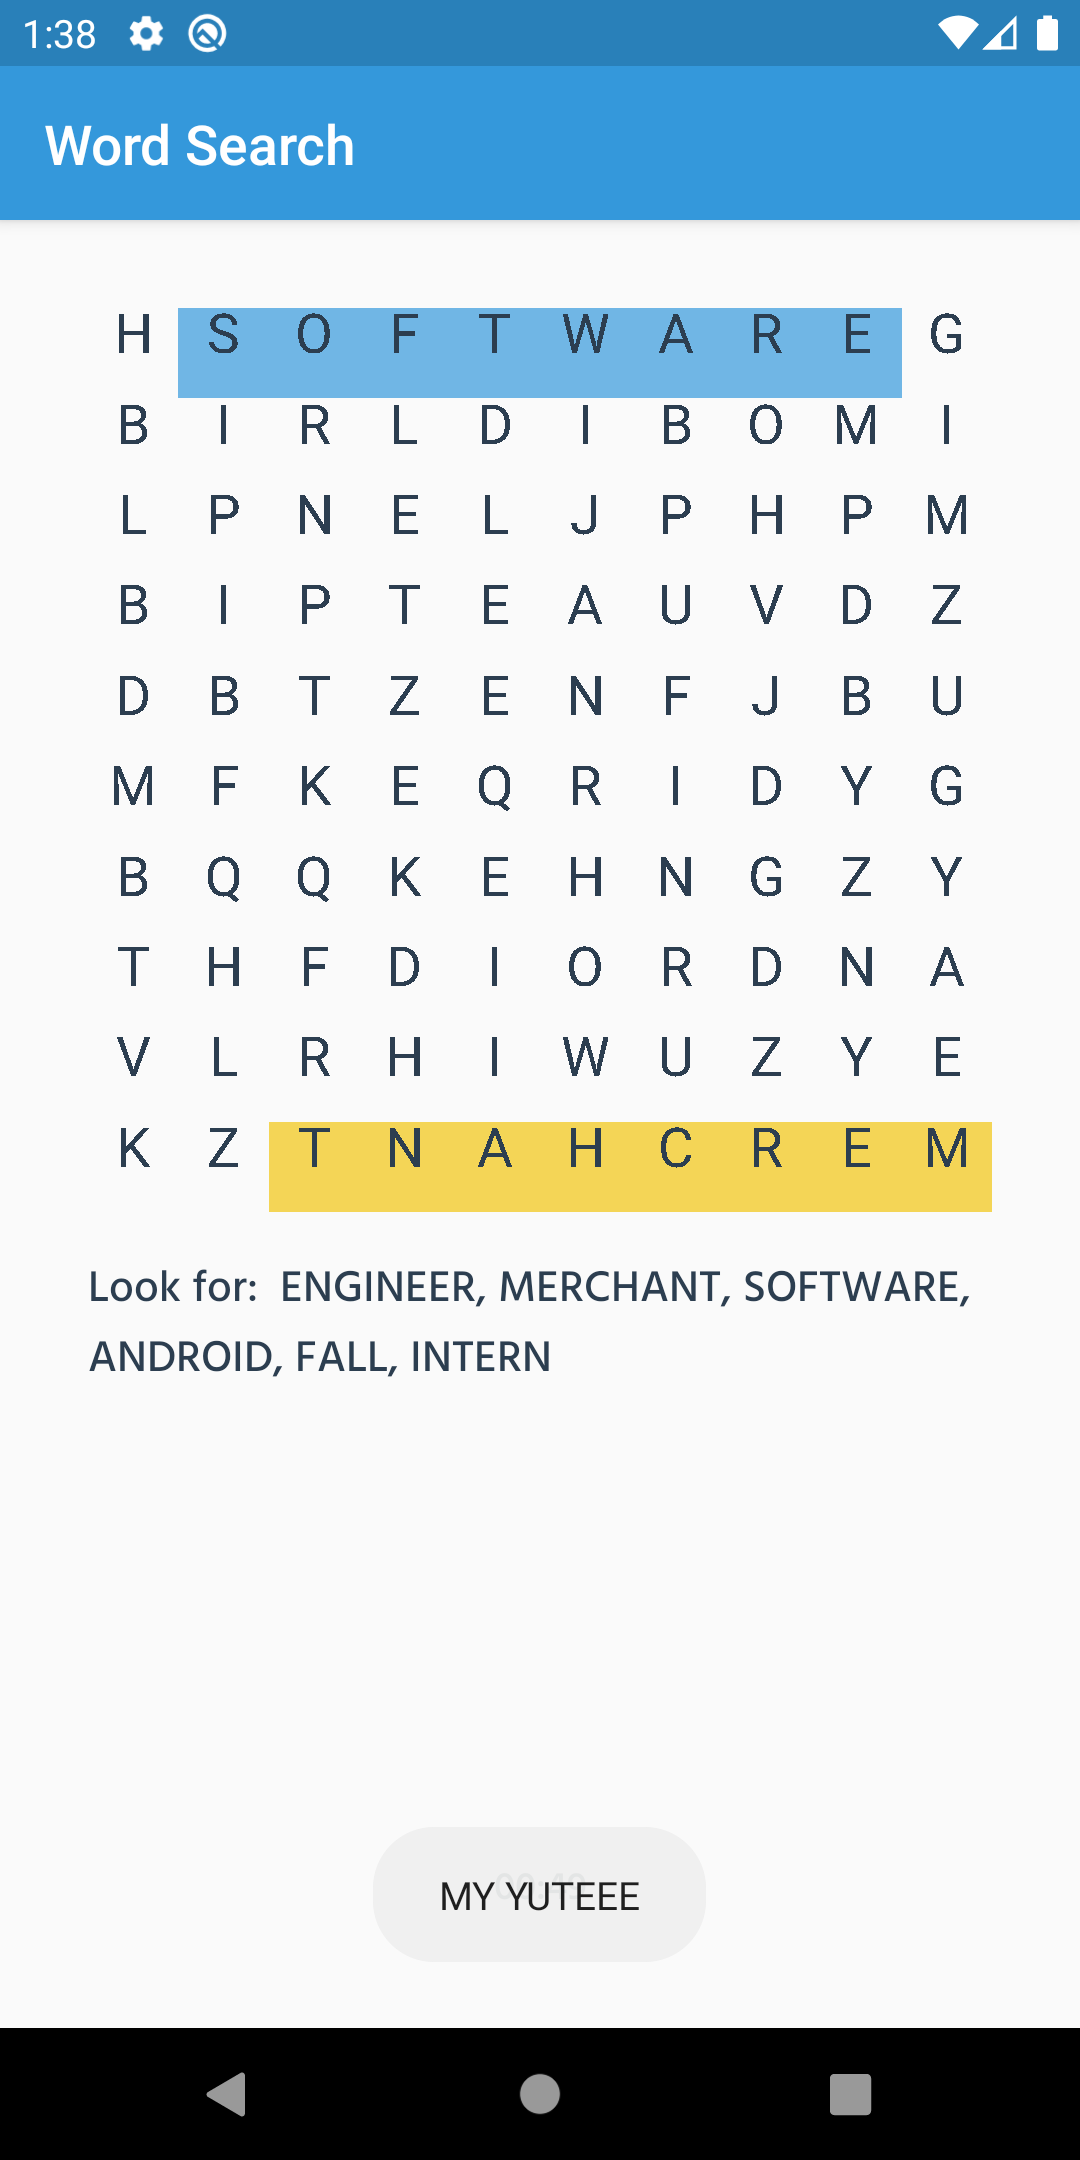 1:38
Word Search
H S O F T W A R E G
B I R L D I B O M I
L P N E L J P H P M
B I P T E A U V D Z
D B T Z E N F J B U
M F K E Q R I D Y G
B Q Q K E H N G Z Y
T H F D I O R D N A
V L R H I W U Z Y E
K Z T N A H C R E M
Look for: ENGINEER, MERCHANT, SOFTWARE,
ANDROID, FALL, INTERN
MY YUTEEE